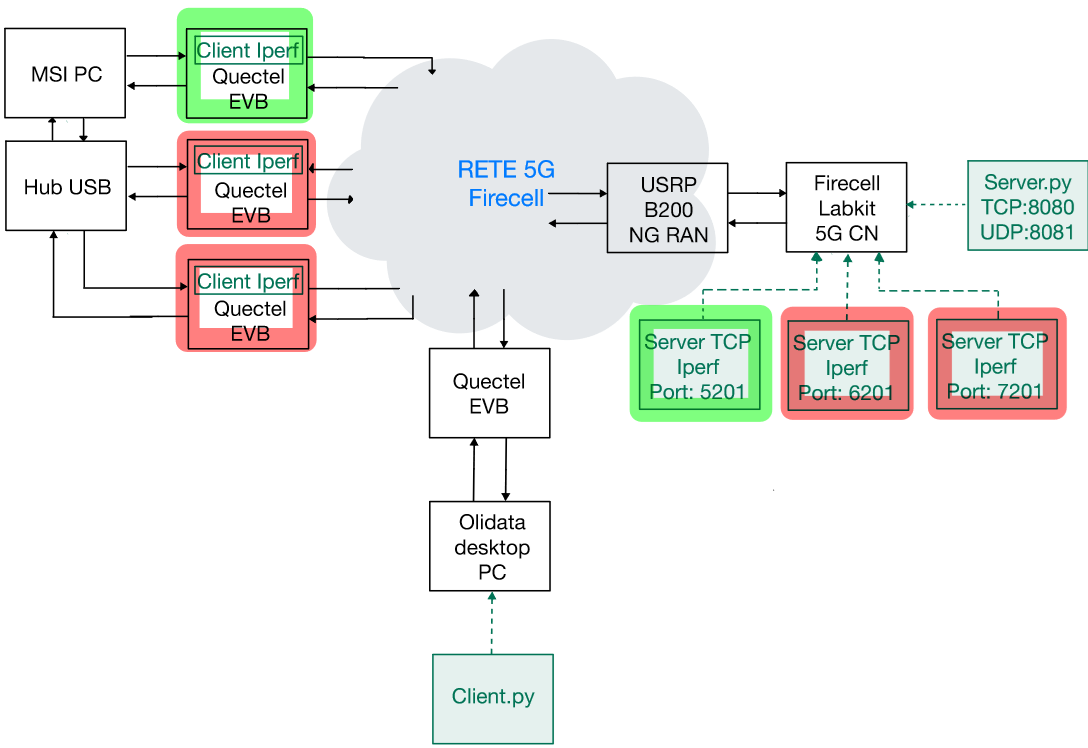 MSI PC
Client Iperf
Quectel
EVB
Hub USB
Client Iperf
Quectel
EVB
Client Iperf
Quectel
EVB
RETE 5G
Firecell
USRP
B200
NG RAN
Firecell
Labkit
5G CN
Server.py
TCP:8080
UDP:8081
Server TCP
Iperf
Port: 5201
Server TCP
Iperf
Port: 6201
Server TCP
Iperf
Port: 7201
Quectel
EVB
Olidata
desktop
PC
Client.py